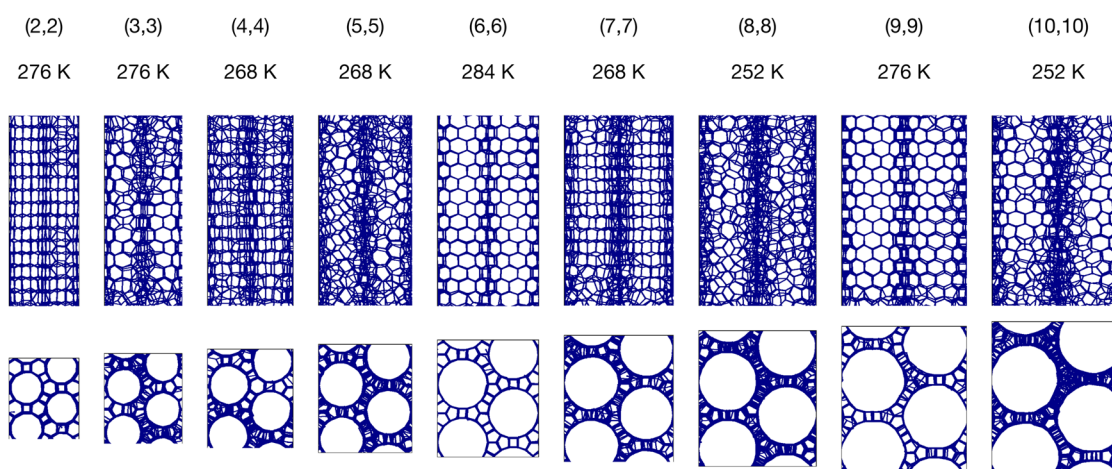 (2,2) (3,3) (4,4) (5,5) (6,6) (7,7) (8,8) (9,9) (10,10)
276 K 276 K 268 K 268 K 284 K 268 K 252 K 276 K 252 K